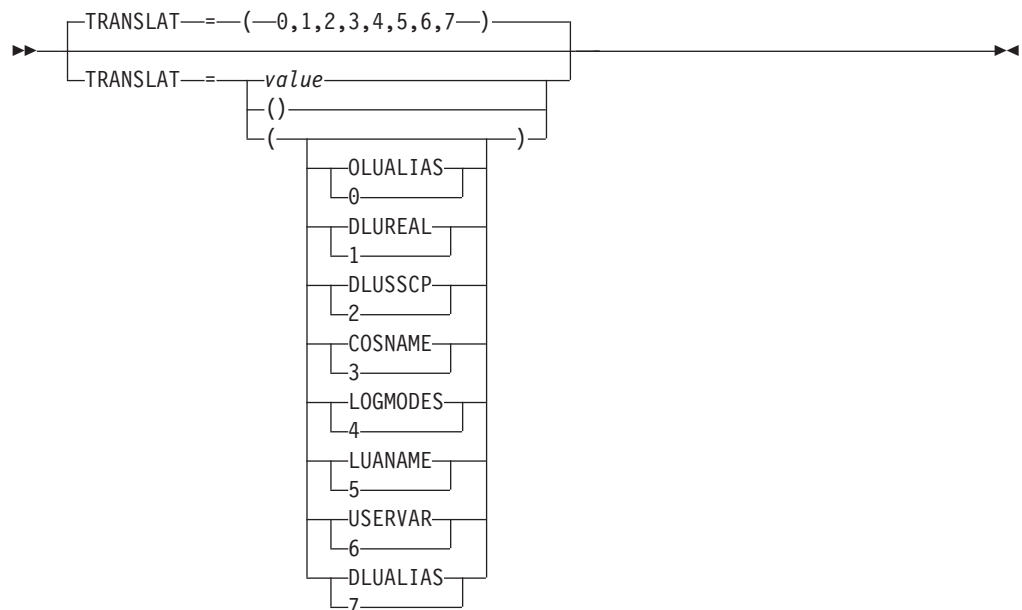 TRANSLAT = ( 0,1,2,3,4,5,6,7 )
TRANSLAT = value
()
( )
OLUALIAS
0
DLUREAL
1
DLUSSCP
2
COSNAME
3
LOGMODES
4
LUANAME
5
USERVAR
6
DLUALIAS
7